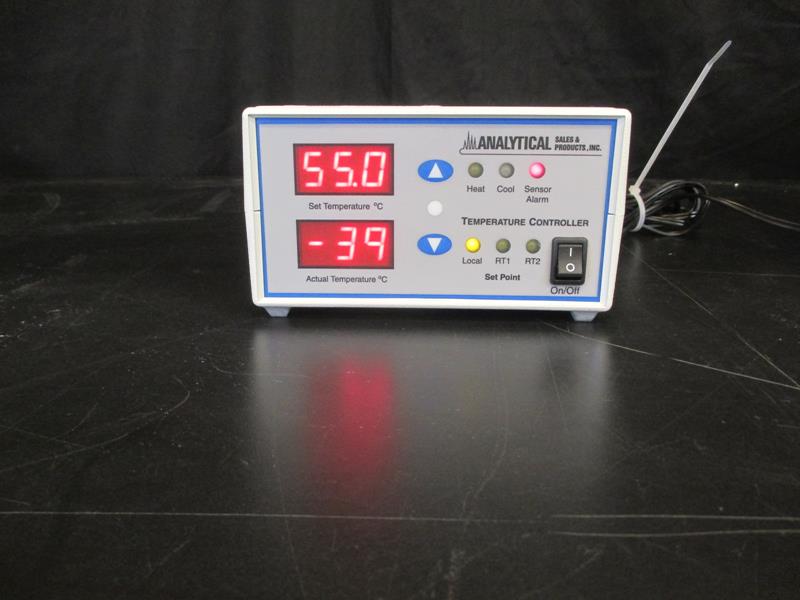 ANALYTICAL SALES & PRODUCTS, INC.
55.0
Set Temperature °C
Heat Cool Sensor Alarm
TEMPERATURE CONTROLLER
-39
Actual Temperature °C
Local RT1 RT2
Set Point
I
O
On/Off